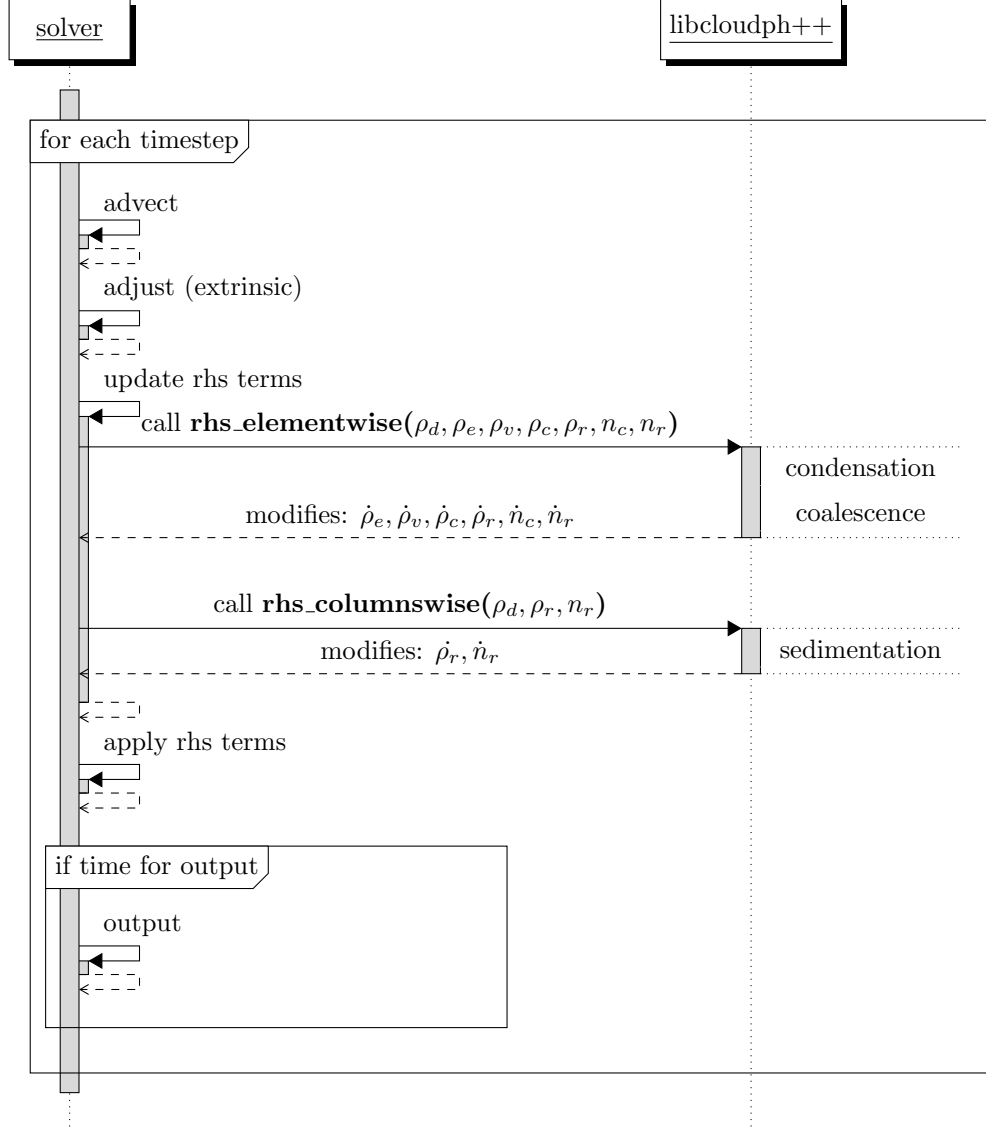 solver
libcloudph++
for each timestep
advect
adjust (extrinsic)
update rhs terms
call rhs_elementwise(ρ_d, ρ_e, ρ_v, ρ_c, ρ_r, n_c, n_r)
condensation
modifies: ρ̇_e, ρ̇_v, ρ̇_c, ρ̇_r, ṅ_c, ṅ_r
coalescence
call rhs_columnswise(ρ_d, ρ_r, n_r)
modifies: ρ̇_r, ṅ_r
sedimentation
apply rhs terms
if time for output
output